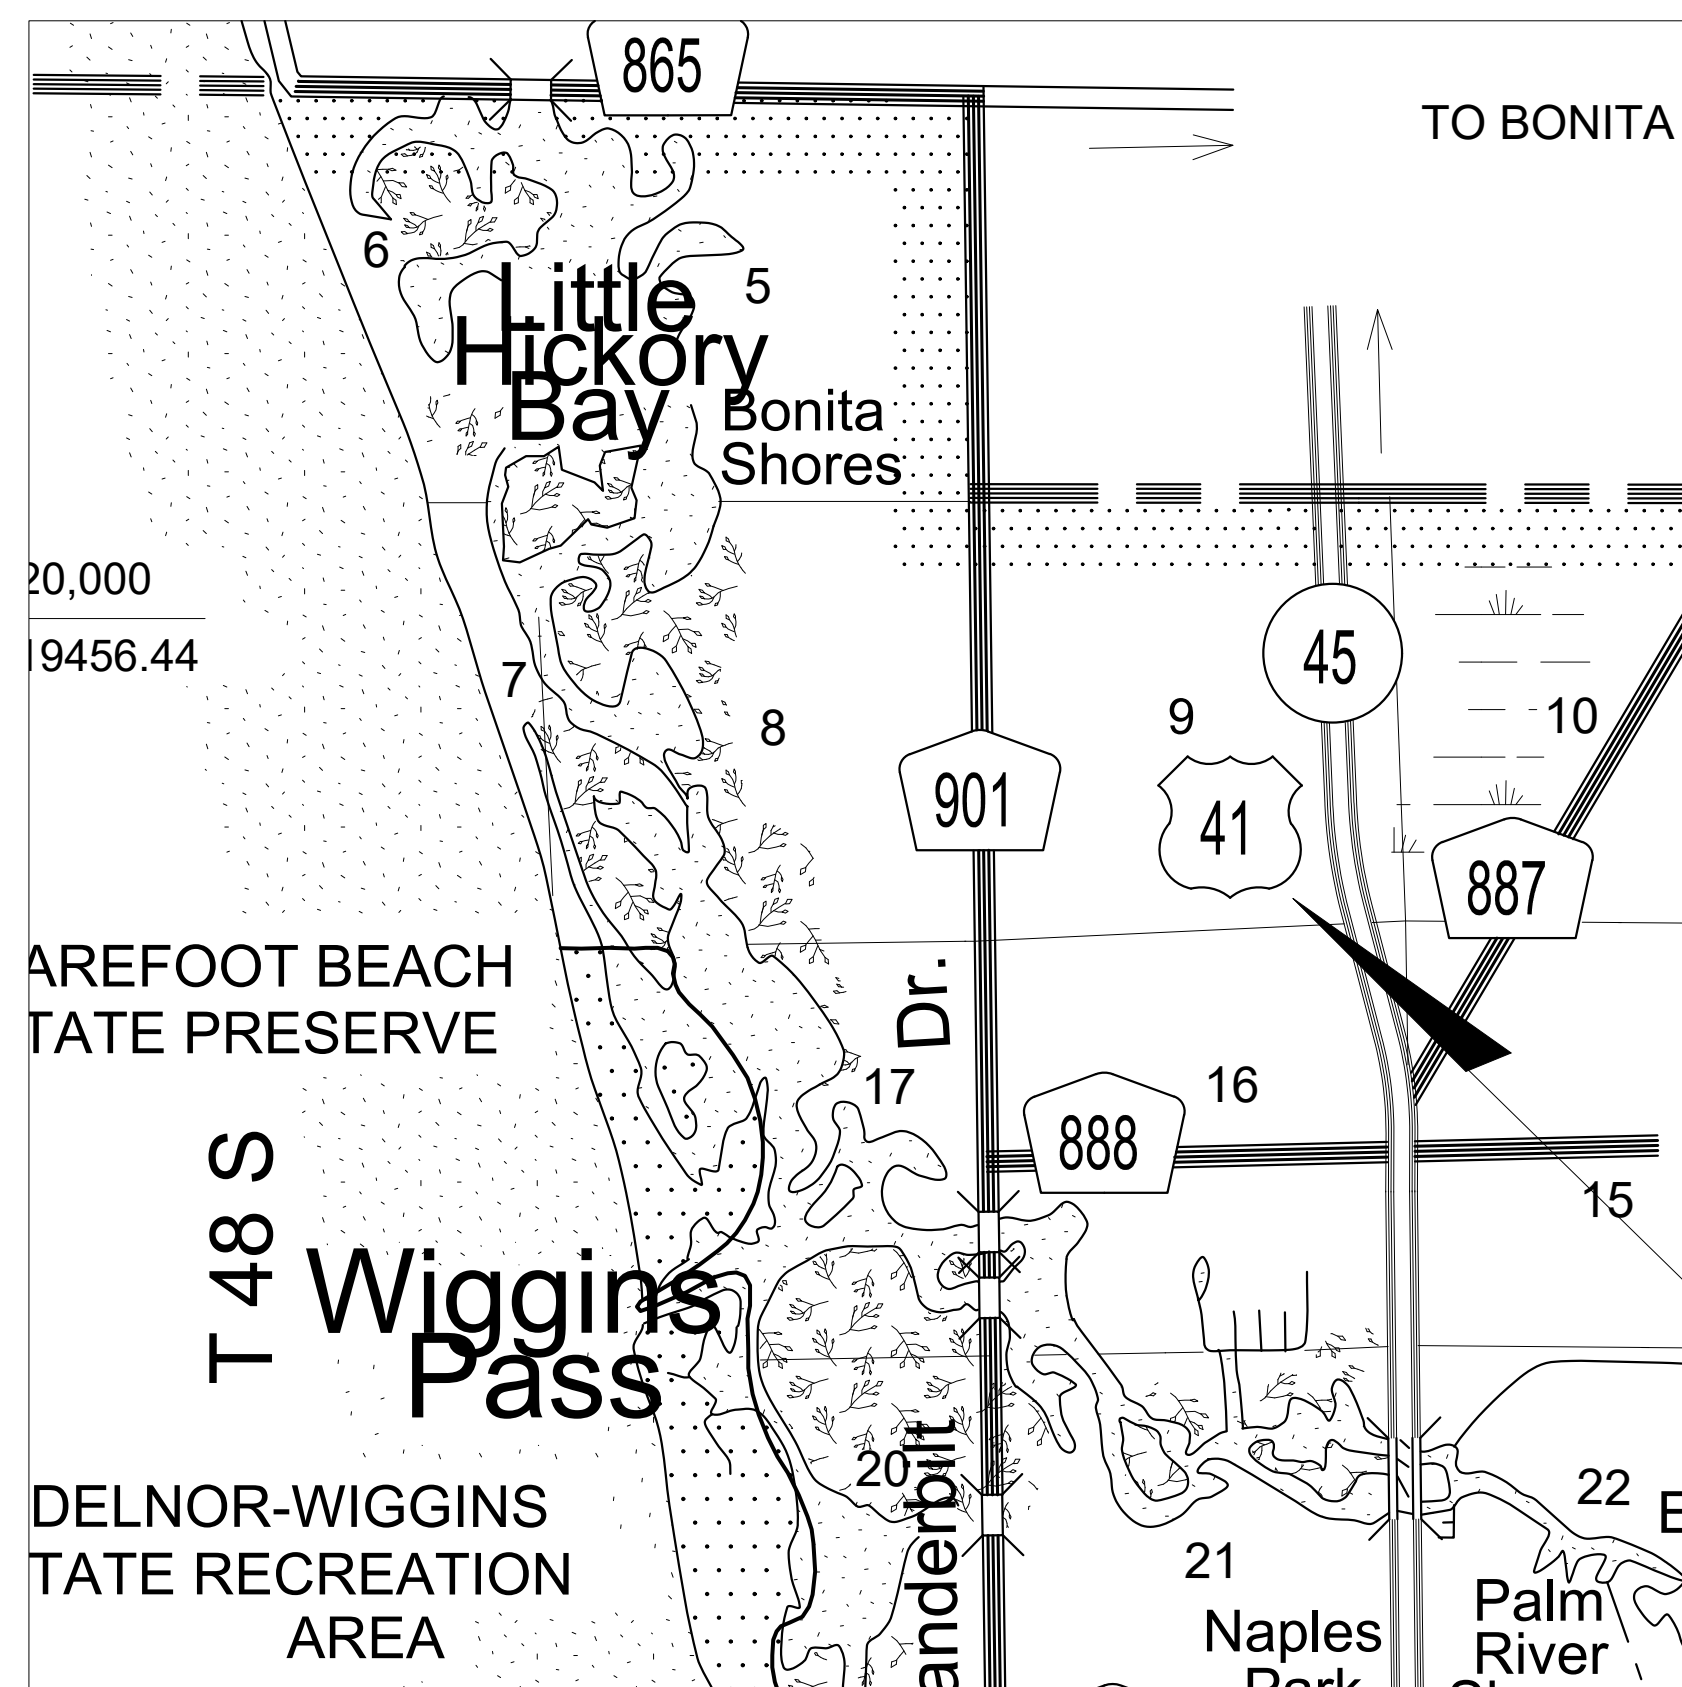 865
TO BONITA
6
5
Little
Hickory
Bay
Bonita
Shores
20,000
19456.44
45
7
8
9
10
901
41
887
AREFOOT BEACH
TATE PRESERVE
Dr.
17
16
888
15
T 48 S
Wiggins
Pass
20
anderbilt
22
E
DELNOR-WIGGINS
TATE RECREATION
AREA
21
Naples
Park
Palm
River